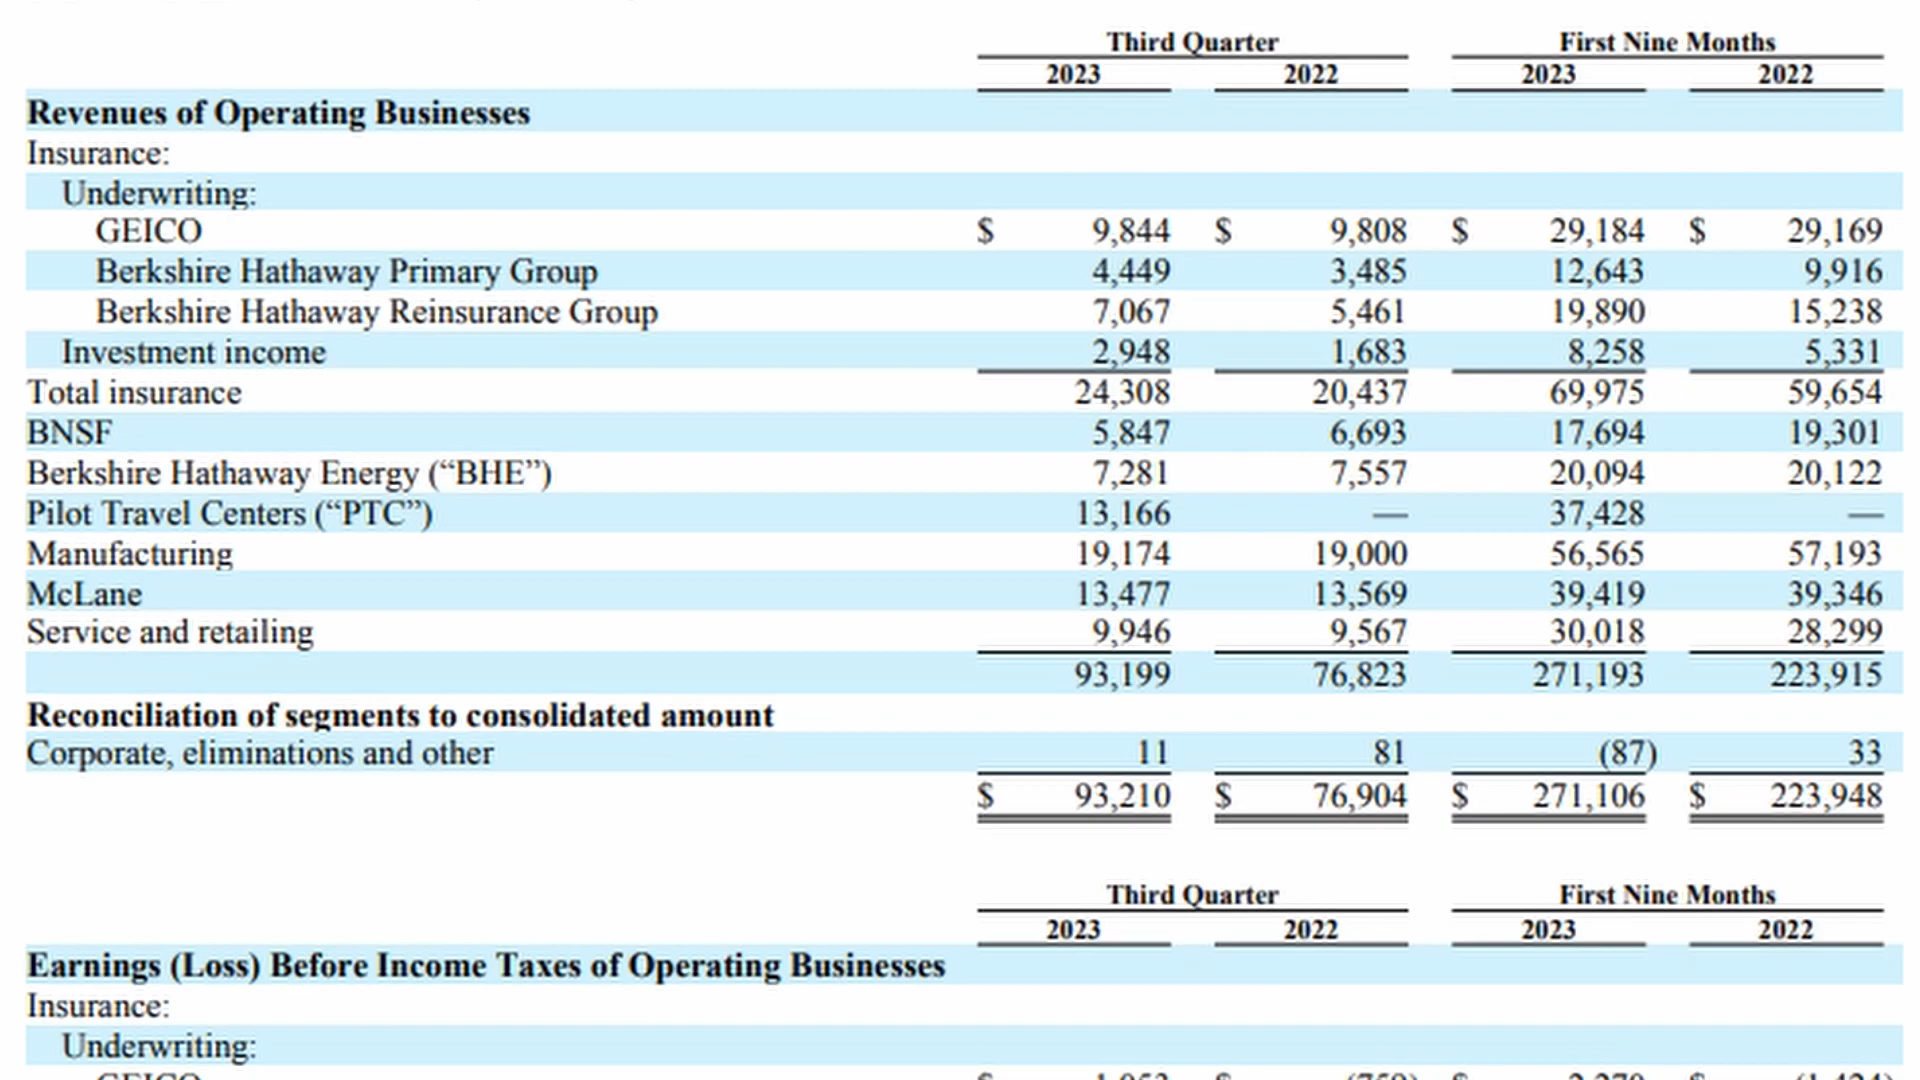 Third Quarter First Nine Months
2023 2022 2023 2022
Revenues of Operating Businesses
Insurance:
Underwriting:
GEICO $ 9,844 $ 9,808 $ 29,184 $ 29,169
Berkshire Hathaway Primary Group 4,449 3,485 12,643 9,916
Berkshire Hathaway Reinsurance Group 7,067 5,461 19,890 15,238
Investment income 2,948 1,683 8,258 5,331
Total insurance 24,308 20,437 69,975 59,654
BNSF 5,847 6,693 17,694 19,301
Berkshire Hathaway Energy (“BHE”) 7,281 7,557 20,094 20,122
Pilot Travel Centers (“PTC”) 13,166 — 37,428 —
Manufacturing 19,174 19,000 56,565 57,193
McLane 13,477 13,569 39,419 39,346
Service and retailing 9,946 9,567 30,018 28,299
93,199 76,823 271,193 223,915
Reconciliation of segments to consolidated amount
Corporate, eliminations and other 11 81 (87) 33
$ 93,210 $ 76,904 $ 271,106 $ 223,948
Third Quarter First Nine Months
2023 2022 2023 2022
Earnings (Loss) Before Income Taxes of Operating Businesses
Insurance:
Underwriting:
GEICO $ $ $ $